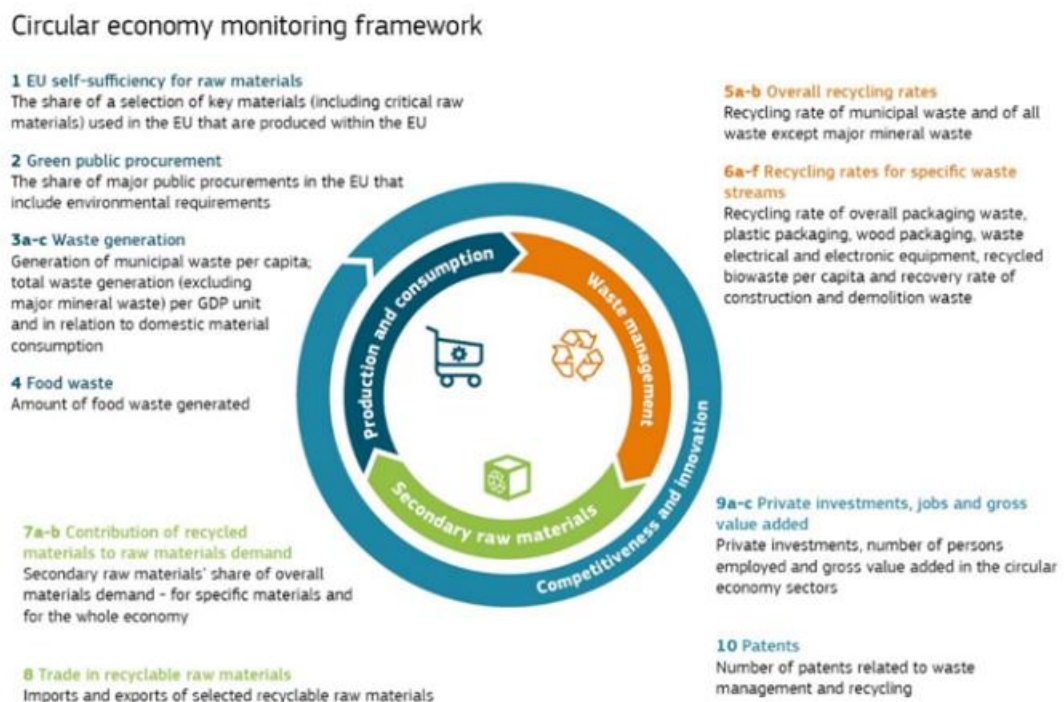 Circular economy monitoring framework
1 EU self-sufficiency for raw materials
The share of a selection of key materials (including critical raw
materials) used in the EU that are produced within the EU
2 Green public procurement
The share of major public procurements in the EU that
include environmental requirements
3a-c Waste generation
Generation of municipal waste per capita;
total waste generation (excluding
major mineral waste) per GDP unit
and in relation to domestic material
consumption
4 Food waste
Amount of food waste generated
5a-b Overall recycling rates
Recycling rate of municipal waste and of all
waste except major mineral waste
6a-f Recycling rates for specific waste
streams
Recycling rate of overall packaging waste,
plastic packaging, wood packaging, waste
electrical and electronic equipment, recycled
biowaste per capita and recovery rate of
construction and demolition waste
Production and consumption
Waste management
Secondary raw materials
Competitiveness and innovation
7a-b Contribution of recycled
materials to raw materials demand
Secondary raw materials' share of overall
materials demand - for specific materials and
for the whole economy
8 Trade in recyclable raw materials
Imports and exports of selected recyclable raw materials
9a-c Private investments, jobs and gross
value added
Private investments, number of persons
employed and gross value added in the circular
economy sectors
10 Patents
Number of patents related to waste
management and recycling